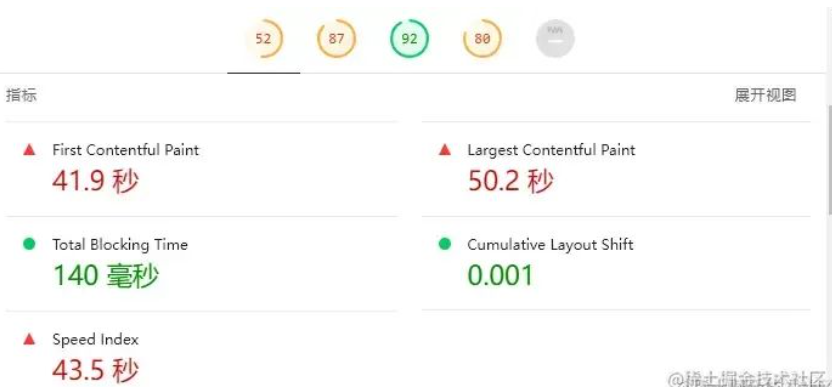 52 87 92 80 PWA
指标 展开视图
First Contentful Paint
41.9 秒
Largest Contentful Paint
50.2 秒
Total Blocking Time
140 毫秒
Cumulative Layout Shift
0.001
Speed Index
43.5 秒
@稀土掘金技术社区